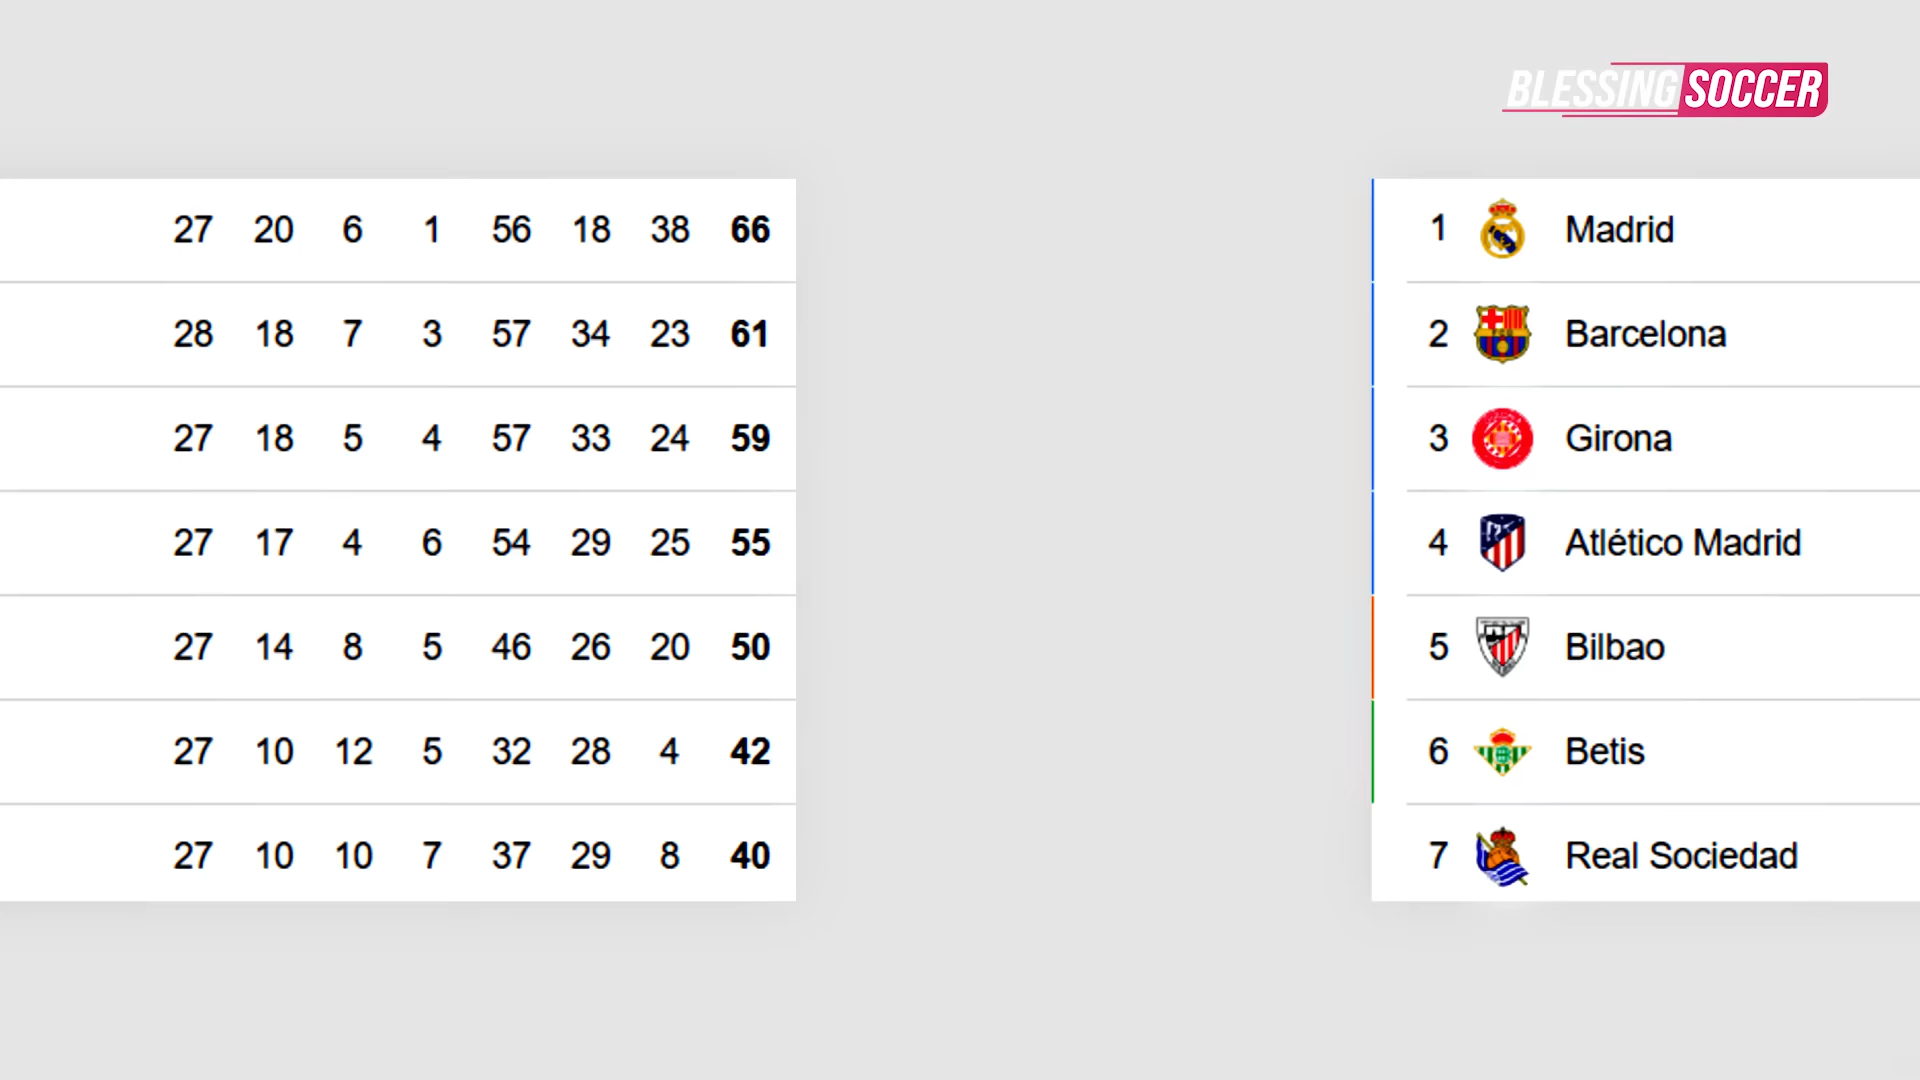 BLESSING SOCCER
27 20 6 1 56 18 38 66
28 18 7 3 57 34 23 61
27 18 5 4 57 33 24 59
27 17 4 6 54 29 25 55
27 14 8 5 46 26 20 50
27 10 12 5 32 28 4 42
27 10 10 7 37 29 8 40
1 Madrid
2 Barcelona
3 Girona
4 Atlético Madrid
5 Bilbao
6 Betis
7 Real Sociedad